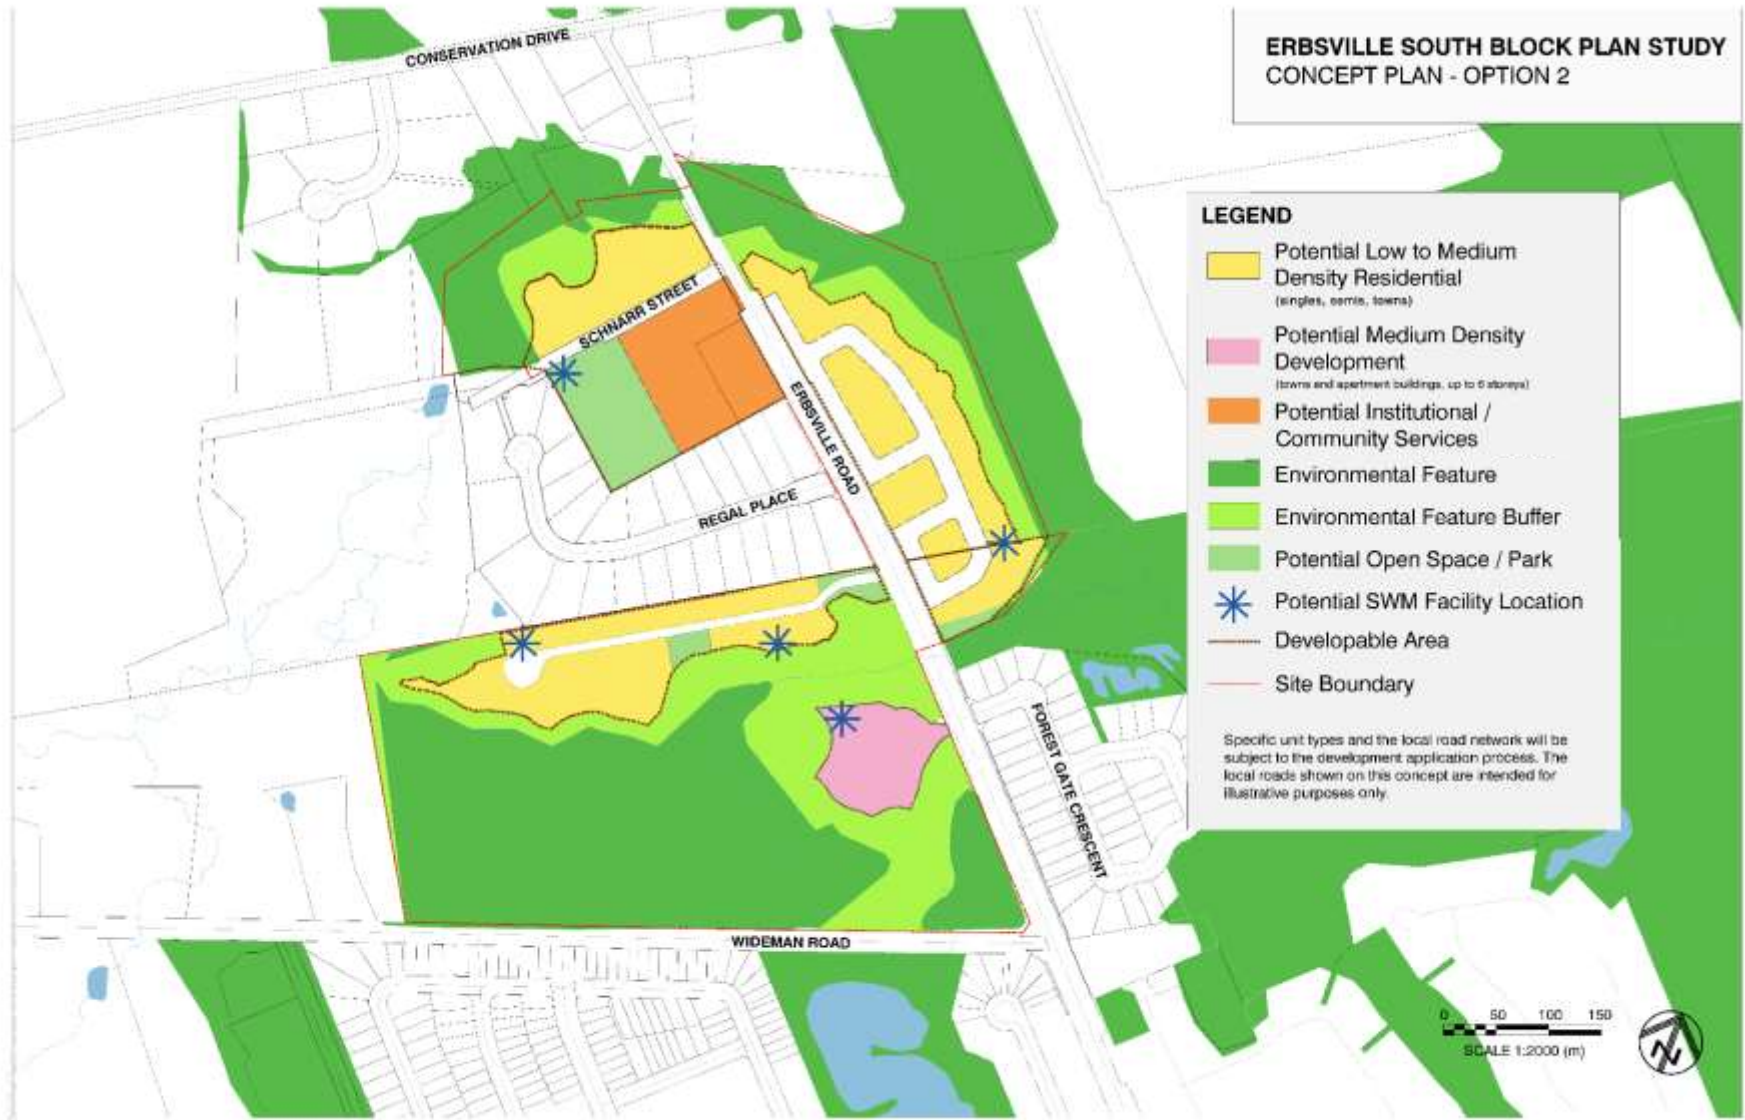 ERBSVILLE SOUTH BLOCK PLAN STUDY
CONCEPT PLAN - OPTION 2
CONSERVATION DRIVE
SCHNARR STREET
ERBSVILLE ROAD
REGAL PLACE
FOREST GATE CRESCENT
WIDEMAN ROAD
LEGEND
Potential Low to Medium
Density Residential
(singles, semis, towns)
Potential Medium Density
Development
(towns and apartment buildings, up to 6 storeys)
Potential Institutional /
Community Services
Environmental Feature
Environmental Feature Buffer
Potential Open Space / Park
Potential SWM Facility Location
Developable Area
Site Boundary
Specific unit types and the local road network will be
subject to the development application process. The
local roads shown on this concept are intended for
illustrative purposes only.
0 50 100 150
SCALE 1:2000 (m)
N